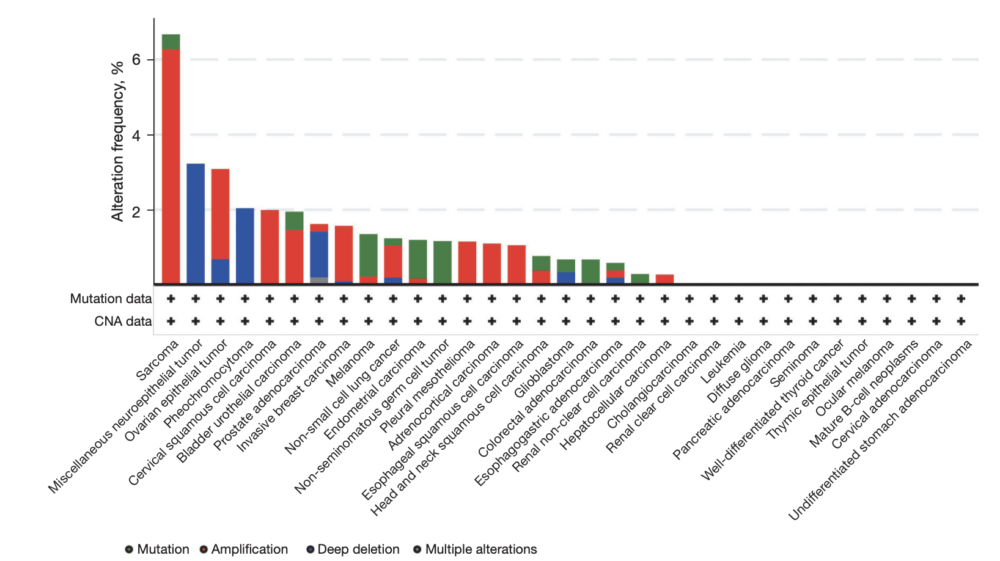 Alteration frequency, %
6
4
2
Mutation data
CNA data
Sarcoma
Miscellaneous neuroepithelial tumor
Ovarian epithelial tumor
Pheochromocytoma
Cervical squamous cell carcinoma
Bladder urothelial carcinoma
Prostate adenocarcinoma
Invasive breast carcinoma
Melanoma
Non-small cell lung cancer
Endometrial carcinoma
Non-seminomatous germ cell tumor
Pleural mesothelioma
Adrenocortical carcinoma
Esophageal squamous cell carcinoma
Head and neck squamous cell carcinoma
Glioblastoma
Colorectal adenocarcinoma
Esophagogastric adenocarcinoma
Renal non-clear cell carcinoma
Hepatocellular carcinoma
Cholangiocarcinoma
Renal clear cell carcinoma
Leukemia
Diffuse glioma
Pancreatic adenocarcinoma
Seminoma
Well-differentiated thyroid cancer
Thymic epithelial tumor
Ocular melanoma
Mature B-cell neoplasms
Cervical adenocarcinoma
Undifferentiated stomach adenocarcinoma
Mutation Amplification Deep deletion Multiple alterations